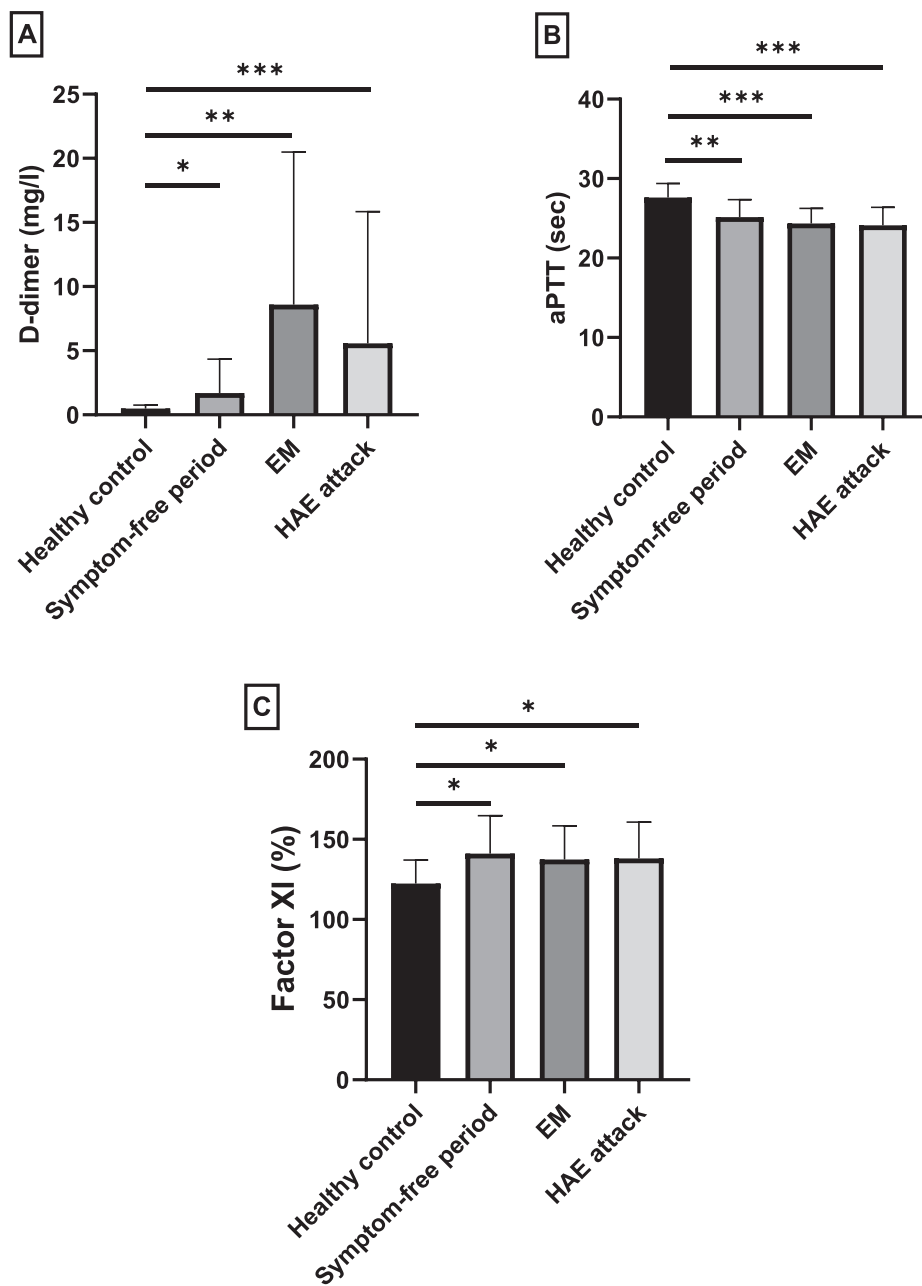 A
***
**
*
25
20
15
10
5
0
D-dimer (mg/l)
Healthy control
Symptom-free period
EM
HAE attack
B
***
***
**
40
30
20
10
0
aPTT (sec)
Healthy control
Symptom-free period
EM
HAE attack
C
*
*
*
200
150
100
50
0
Factor XI (%)
Healthy control
Symptom-free period
EM
HAE attack